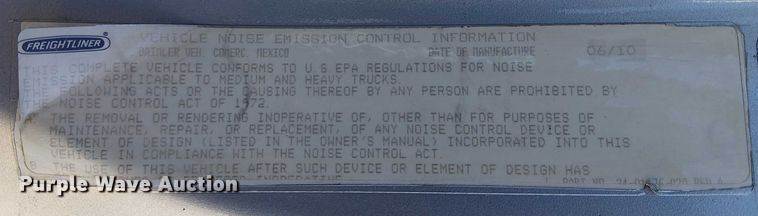 FREIGHTLINER
VEHICLE NOISE EMISSION CONTROL INFORMATION
DAIMLER VEH. COMERC. MEXICO DATE OF MANUFACTURE 06/10
THIS COMPLETE VEHICLE CONFORMS TO U S EPA REGULATIONS FOR NOISE
EMISSION APPLICABLE TO MEDIUM AND HEAVY TRUCKS.
THE FOLLOWING ACTS OR THE CAUSING THEREOF BY ANY PERSON ARE PROHIBITED BY
THE NOISE CONTROL ACT OF 1972.
A THE REMOVAL OR RENDERING INOPERATIVE OF, OTHER THAN FOR PURPOSES OF
MAINTENANCE, REPAIR, OR REPLACEMENT, OF ANY NOISE CONTROL DEVICE OR
ELEMENT OF DESIGN (LISTED IN THE OWNER'S MANUAL) INCORPORATED INTO THIS
VEHICLE IN COMPLIANCE WITH THE NOISE CONTROL ACT.
B THE USE OF THIS VEHICLE AFTER SUCH DEVICE OR ELEMENT OF DESIGN HAS
PART NO.
Purple Wave Auction